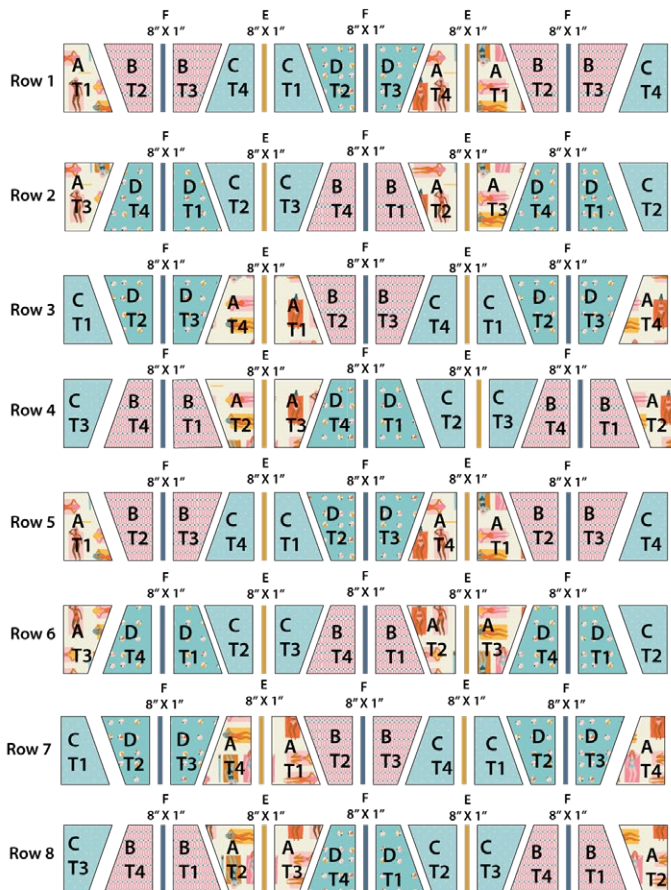 F E F E F
8” X 1” 8” X 1” 8” X 1” 8” X 1” 8” X 1”
Row 1 A B B C C D D A A B B C
T1 T2 T3 T4 T1 T2 T3 T4 T1 T2 T3 T4
F E F E F
8” X 1” 8” X 1” 8” X 1” 8” X 1” 8” X 1”
Row 2 A D D C C B B A A D D C
T3 T4 T1 T2 T3 T4 T1 T2 T3 T4 T1 T2
F E F E F
8” X 1” 8” X 1” 8” X 1” 8” X 1” 8” X 1”
Row 3 C D D A A B B C C D D A
T1 T2 T3 T4 T1 T2 T3 T4 T1 T2 T3 T4
F E F E F
8” X 1” 8” X 1” 8” X 1” 8” X 1” 8” X 1”
Row 4 C B B A A D D C C B B A
T3 T4 T1 T2 T3 T4 T1 T2 T3 T4 T1 T2
F E F E F
8” X 1” 8” X 1” 8” X 1” 8” X 1” 8” X 1”
Row 5 A B B C C D D A A B B C
T1 T2 T3 T4 T1 T2 T3 T4 T1 T2 T3 T4
F E F E F
8” X 1” 8” X 1” 8” X 1” 8” X 1” 8” X 1”
Row 6 A D D C C B B A A D D C
T3 T4 T1 T2 T3 T4 T1 T2 T3 T4 T1 T2
F E F E F
8” X 1” 8” X 1” 8” X 1” 8” X 1” 8” X 1”
Row 7 C D D A A B B C C D D A
T1 T2 T3 T4 T1 T2 T3 T4 T1 T2 T3 T4
F E F E F
8” X 1” 8” X 1” 8” X 1” 8” X 1” 8” X 1”
Row 8 C B B A A D D C C B B A
T3 T4 T1 T2 T3 T4 T1 T2 T3 T4 T1 T2